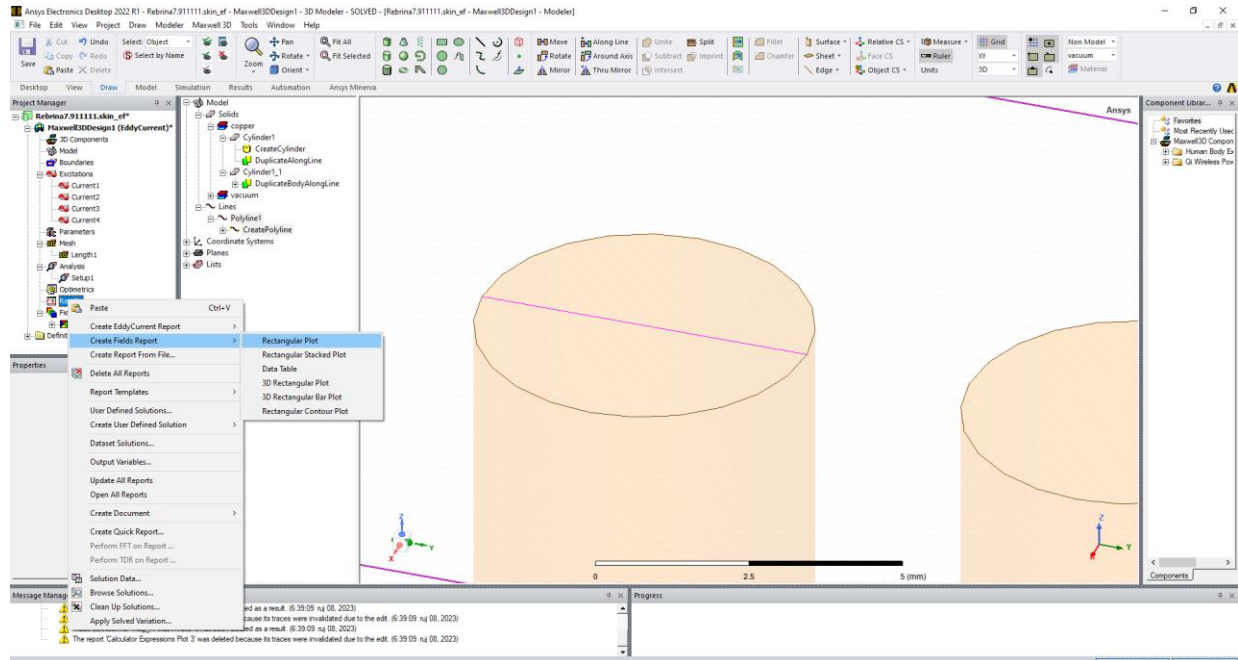 Ansys Electronics Desktop 2022 R1 - Rebrina7.911111.skin_ef - Maxwell3DDesign1 - 3D Modeler - SOLVED - [Rebrina7.911111.skin_ef - Maxwell3DDesign1 - Modeler]
File Edit View Project Draw Modeler Maxwell 3D Tools Window Help
Save
Cut
Copy
Paste
Undo
Redo
Delete
Select: Object
Select by Name
Zoom
Pan
Rotate
Orient
Fit All
Fit Selected
Move
Rotate
Mirror
Along Line
Around Axis
Thru Mirror
Unite
Subtract
Intersect
Split
Imprint
Fillet
Chamfer
Surface
Sheet
Edge
Relative CS
Face CS
Object CS
Measure
Ruler
Units
Grid
XY
3D
Non Model
vacuum
Material
Desktop View Draw Model Simulation Results Automation Ansys Minerva
Project Manager
Rebrina7.911111.skin_ef*
Maxwell3DDesign1 (EddyCurrent)*
3D Components
Model
Boundaries
Excitations
Current1
Current2
Current3
Current4
Parameters
Mesh
Length1
Analysis
Setup1
Optimetrics
Properties
Model
Solids
copper
Cylinder1
CreateCylinder
DuplicateAlongLine
Cylinder1_1
DuplicateBodyAlongLine
vacuum
Lines
Polyline1
CreatePolyline
Coordinate Systems
Planes
Lists
Paste Ctrl+V
Create EddyCurrent Report
Create Fields Report
Create Report From File...
Delete All Reports
Report Templates
User Defined Solutions...
Create User Defined Solution
Dataset Solutions...
Output Variables...
Update All Reports
Open All Reports
Create Document
Create Quick Report...
Perform FFT on Report ...
Perform TDR on Report ...
Solution Data...
Browse Solutions...
Clean Up Solutions...
Apply Solved Variation...
Rectangular Plot
Rectangular Stacked Plot
Data Table
3D Rectangular Plot
3D Rectangular Bar Plot
Rectangular Contour Plot
Ansys
Z
Y
X
0 2.5 5 (mm)
Z
Y
X
Component Librar...
Favorites
Most Recently Used
Maxwell3D Compon
Human Body
Qi Wireless
Components
Message Manag
ed as a result. (6:39:09 ruj 08, 2023)
cause its traces were invalidated due to the edit. (6:39:09 ruj 08, 2023)
ed as a result. (6:39:09 ruj 08, 2023)
The report 'Calculator Expressions Plot 3' was deleted because its traces were invalidated due to the edit. (6:39:09 ruj 08, 2023)
Progress